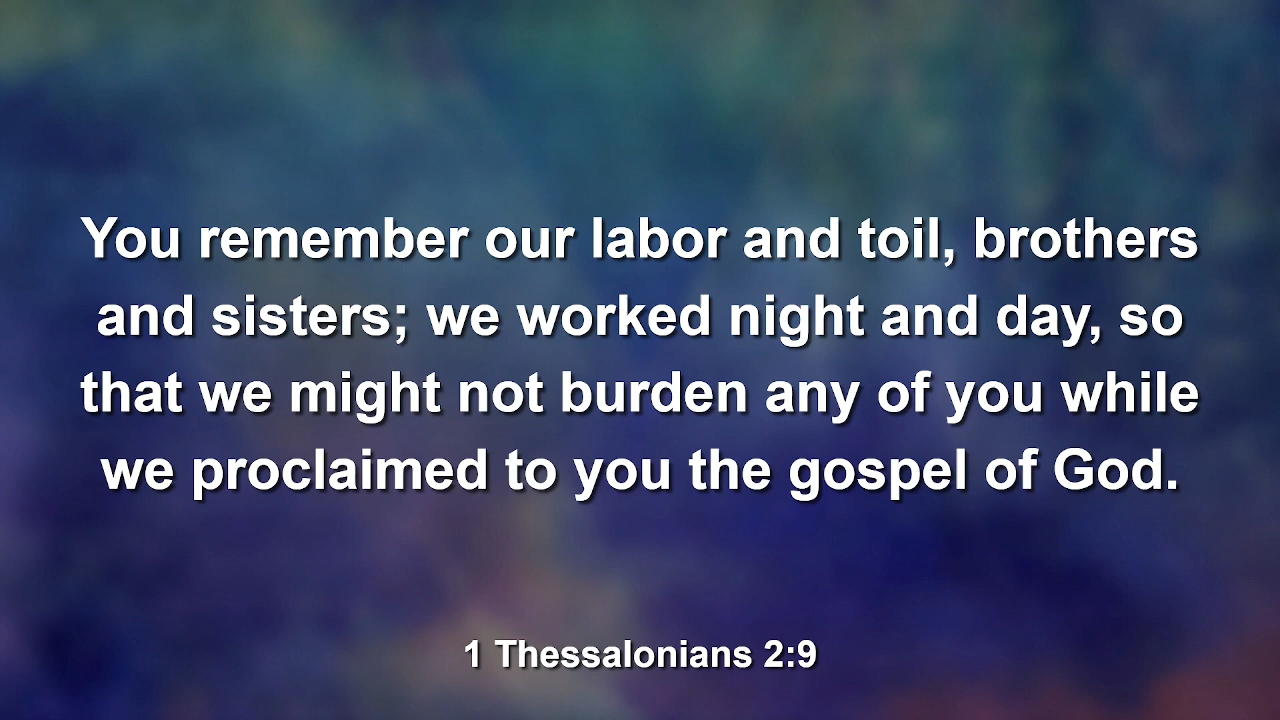 You remember our labor and toil, brothers
and sisters; we worked night and day, so
that we might not burden any of you while
we proclaimed to you the gospel of God.
1 Thessalonians 2:9